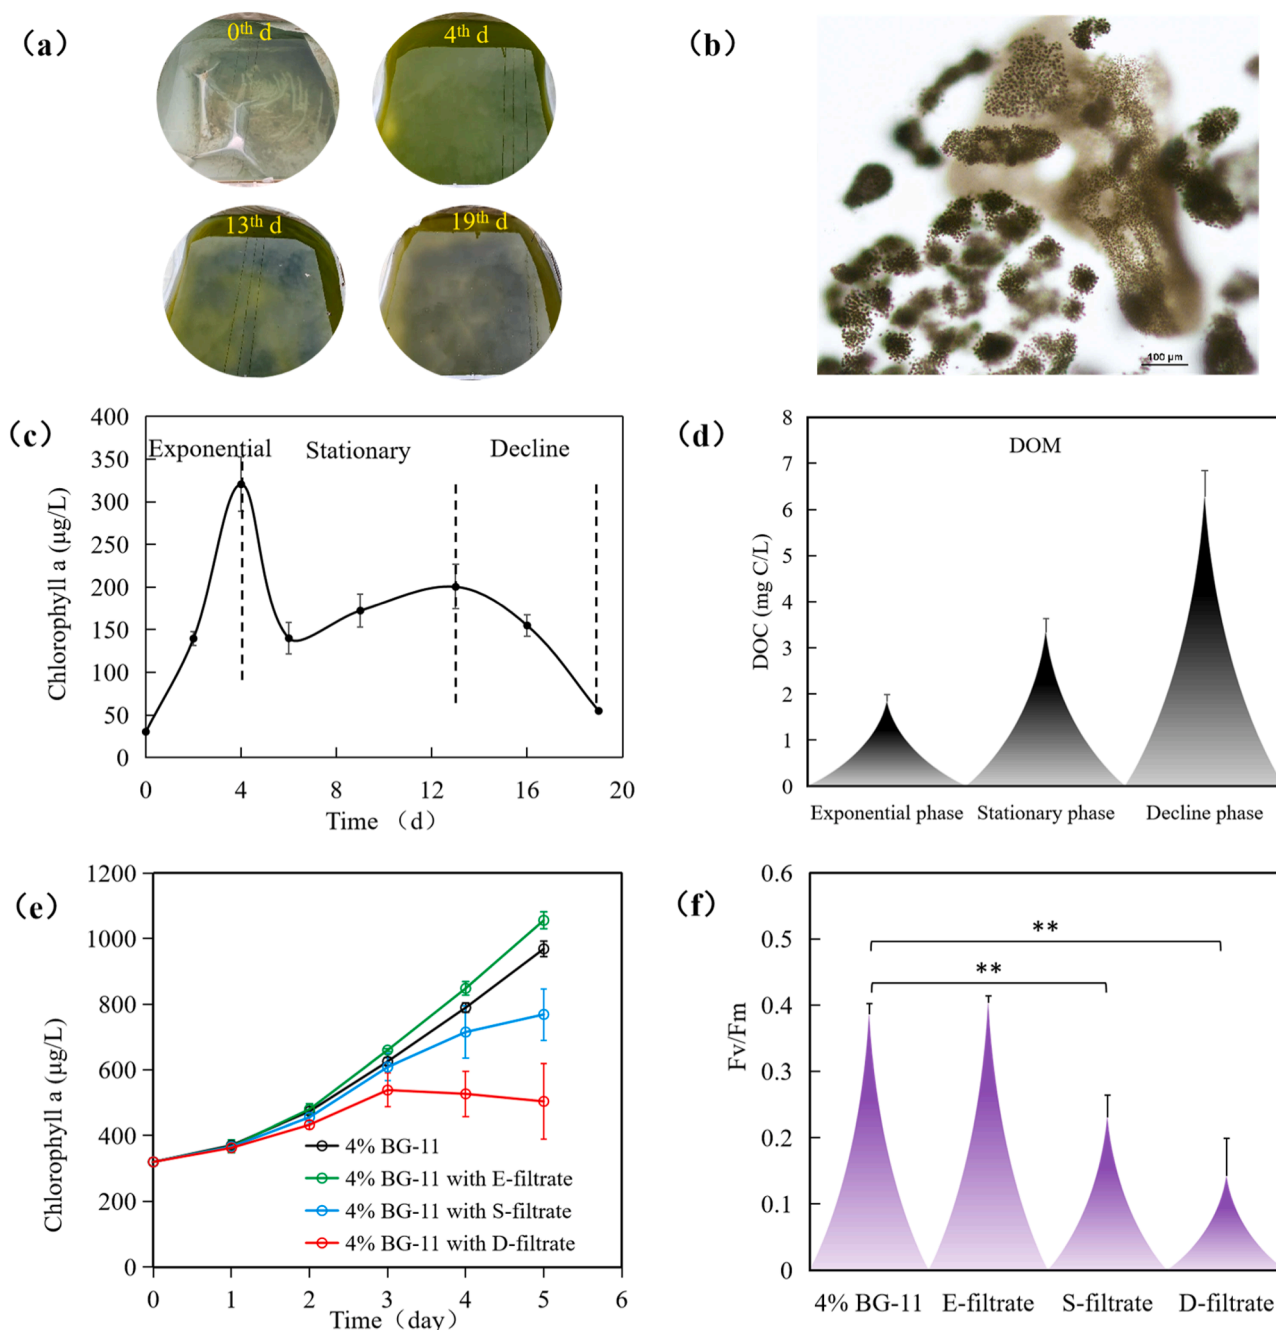 (a)
0th d
4th d
13th d
19th d
(b)
100 μm
(c)
400
350
300
250
200
150
100
50
0
Chlorophyll a (μg/L)
Exponential
Stationary
Decline
0
4
8
12
16
20
Time (d)
(d)
8
7
6
5
4
3
2
1
0
DOC (mg C/L)
DOM
Exponential phase
Stationary phase
Decline phase
(e)
1200
1000
800
600
400
200
0
Chlorophyll a (μg/L)
4% BG-11
4% BG-11 with E-filtrate
4% BG-11 with S-filtrate
4% BG-11 with D-filtrate
0
1
2
3
4
5
6
Time (day)
(f)
0.6
0.5
0.4
0.3
0.2
0.1
0
Fv/Fm
**
**
4% BG-11
E-filtrate
S-filtrate
D-filtrate